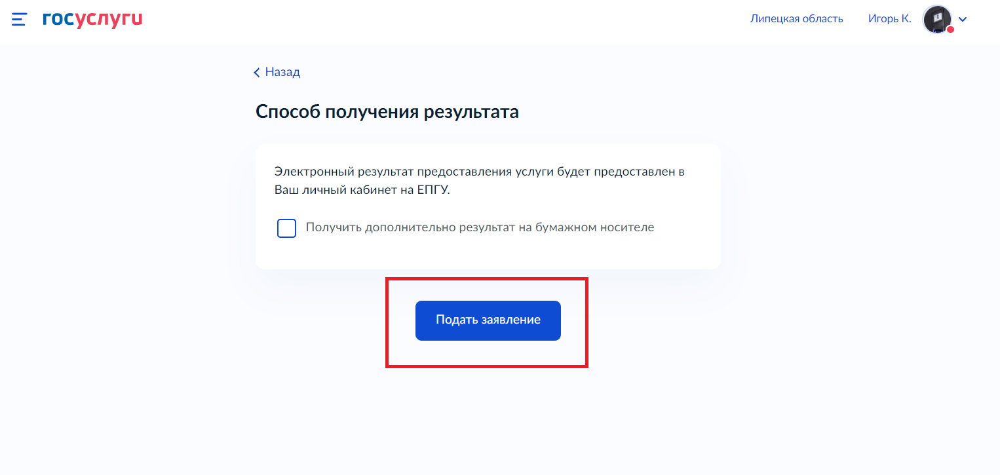 госуслуги
Липецкая область
Игорь К.
Назад
Способ получения результата
Электронный результат предоставления услуги будет предоставлен в
Ваш личный кабинет на ЕПГУ.
Получить дополнительно результат на бумажном носителе
Подать заявление